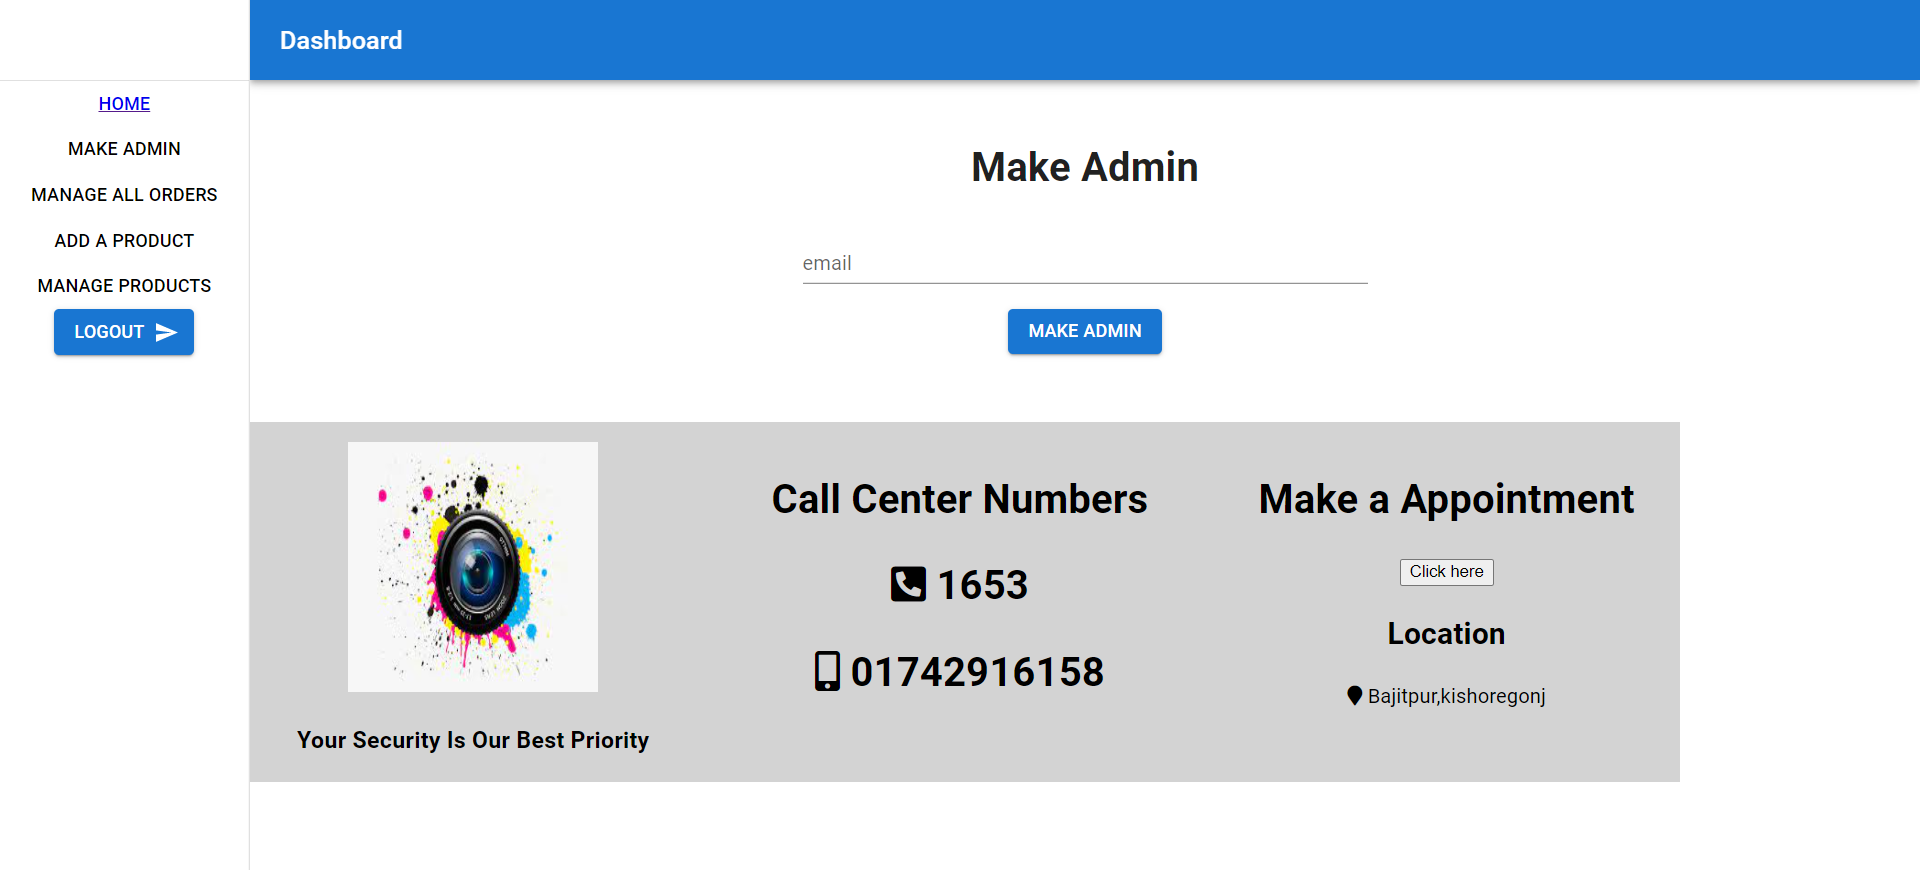 Dashboard
HOME
MAKE ADMIN
MANAGE ALL ORDERS
ADD A PRODUCT
MANAGE PRODUCTS
LOGOUT
Make Admin
email
MAKE ADMIN
Your Security Is Our Best Priority
Call Center Numbers
1653
01742916158
Make a Appointment
Click here
Location
Bajitpur,kishoregonj